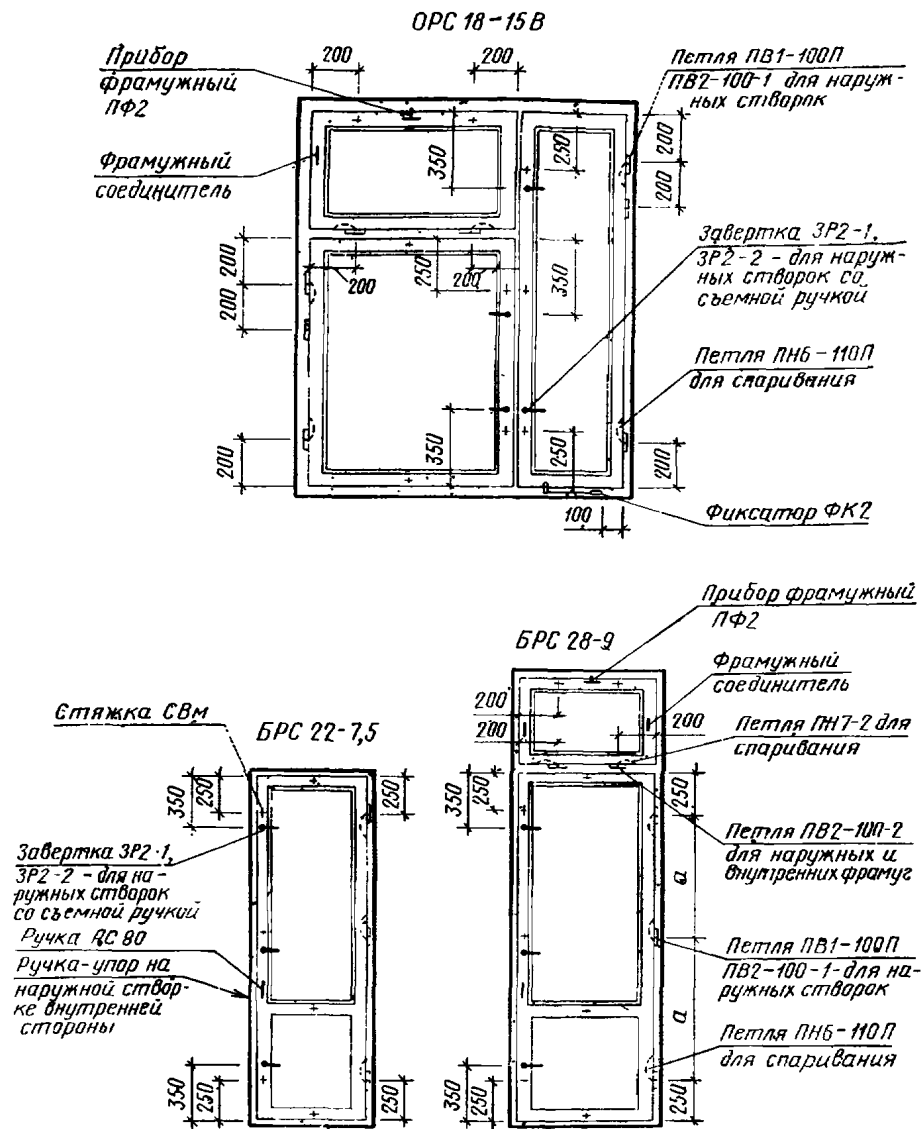 ОРС 18-15В
Прибор
фрамужный
ПФ2
200
200
Петля ПВ1-100П
ПВ2-100-1 для наруж-
ных створок
Фрамужный
соединитель
350
250
200
200
Завертка ЗР2-1,
ЗР2-2 - для наруж-
ных створок со
съемной ручкой
200
200
200
250
200
350
Петля ПН6-110П
для спаривания
200
350
250
200
100
Фиксатор ФК2
Прибор фрамужный
ПФ2
БРС 28-9
Фрамужный
соединитель
200
200
200
Петля ПН7-2 для
спаривания
Стяжка СВм
БРС 22-7,5
350
250
250
350
250
250
Завертка ЗР2-1,
ЗР2-2 - для на-
ружных створок
со съемной ручкой
Петля ПВ2-100-2
для наружных и
внутренних фрамуг
а
Ручка РС 80
Ручка-упор на
наружной створ-
ке внутренней
стороны
Петля ПВ1-100П
ПВ2-100-1-для на-
ружных створок
а
Петля ПН6-110П
для спаривания
350
250
250
350
250
250